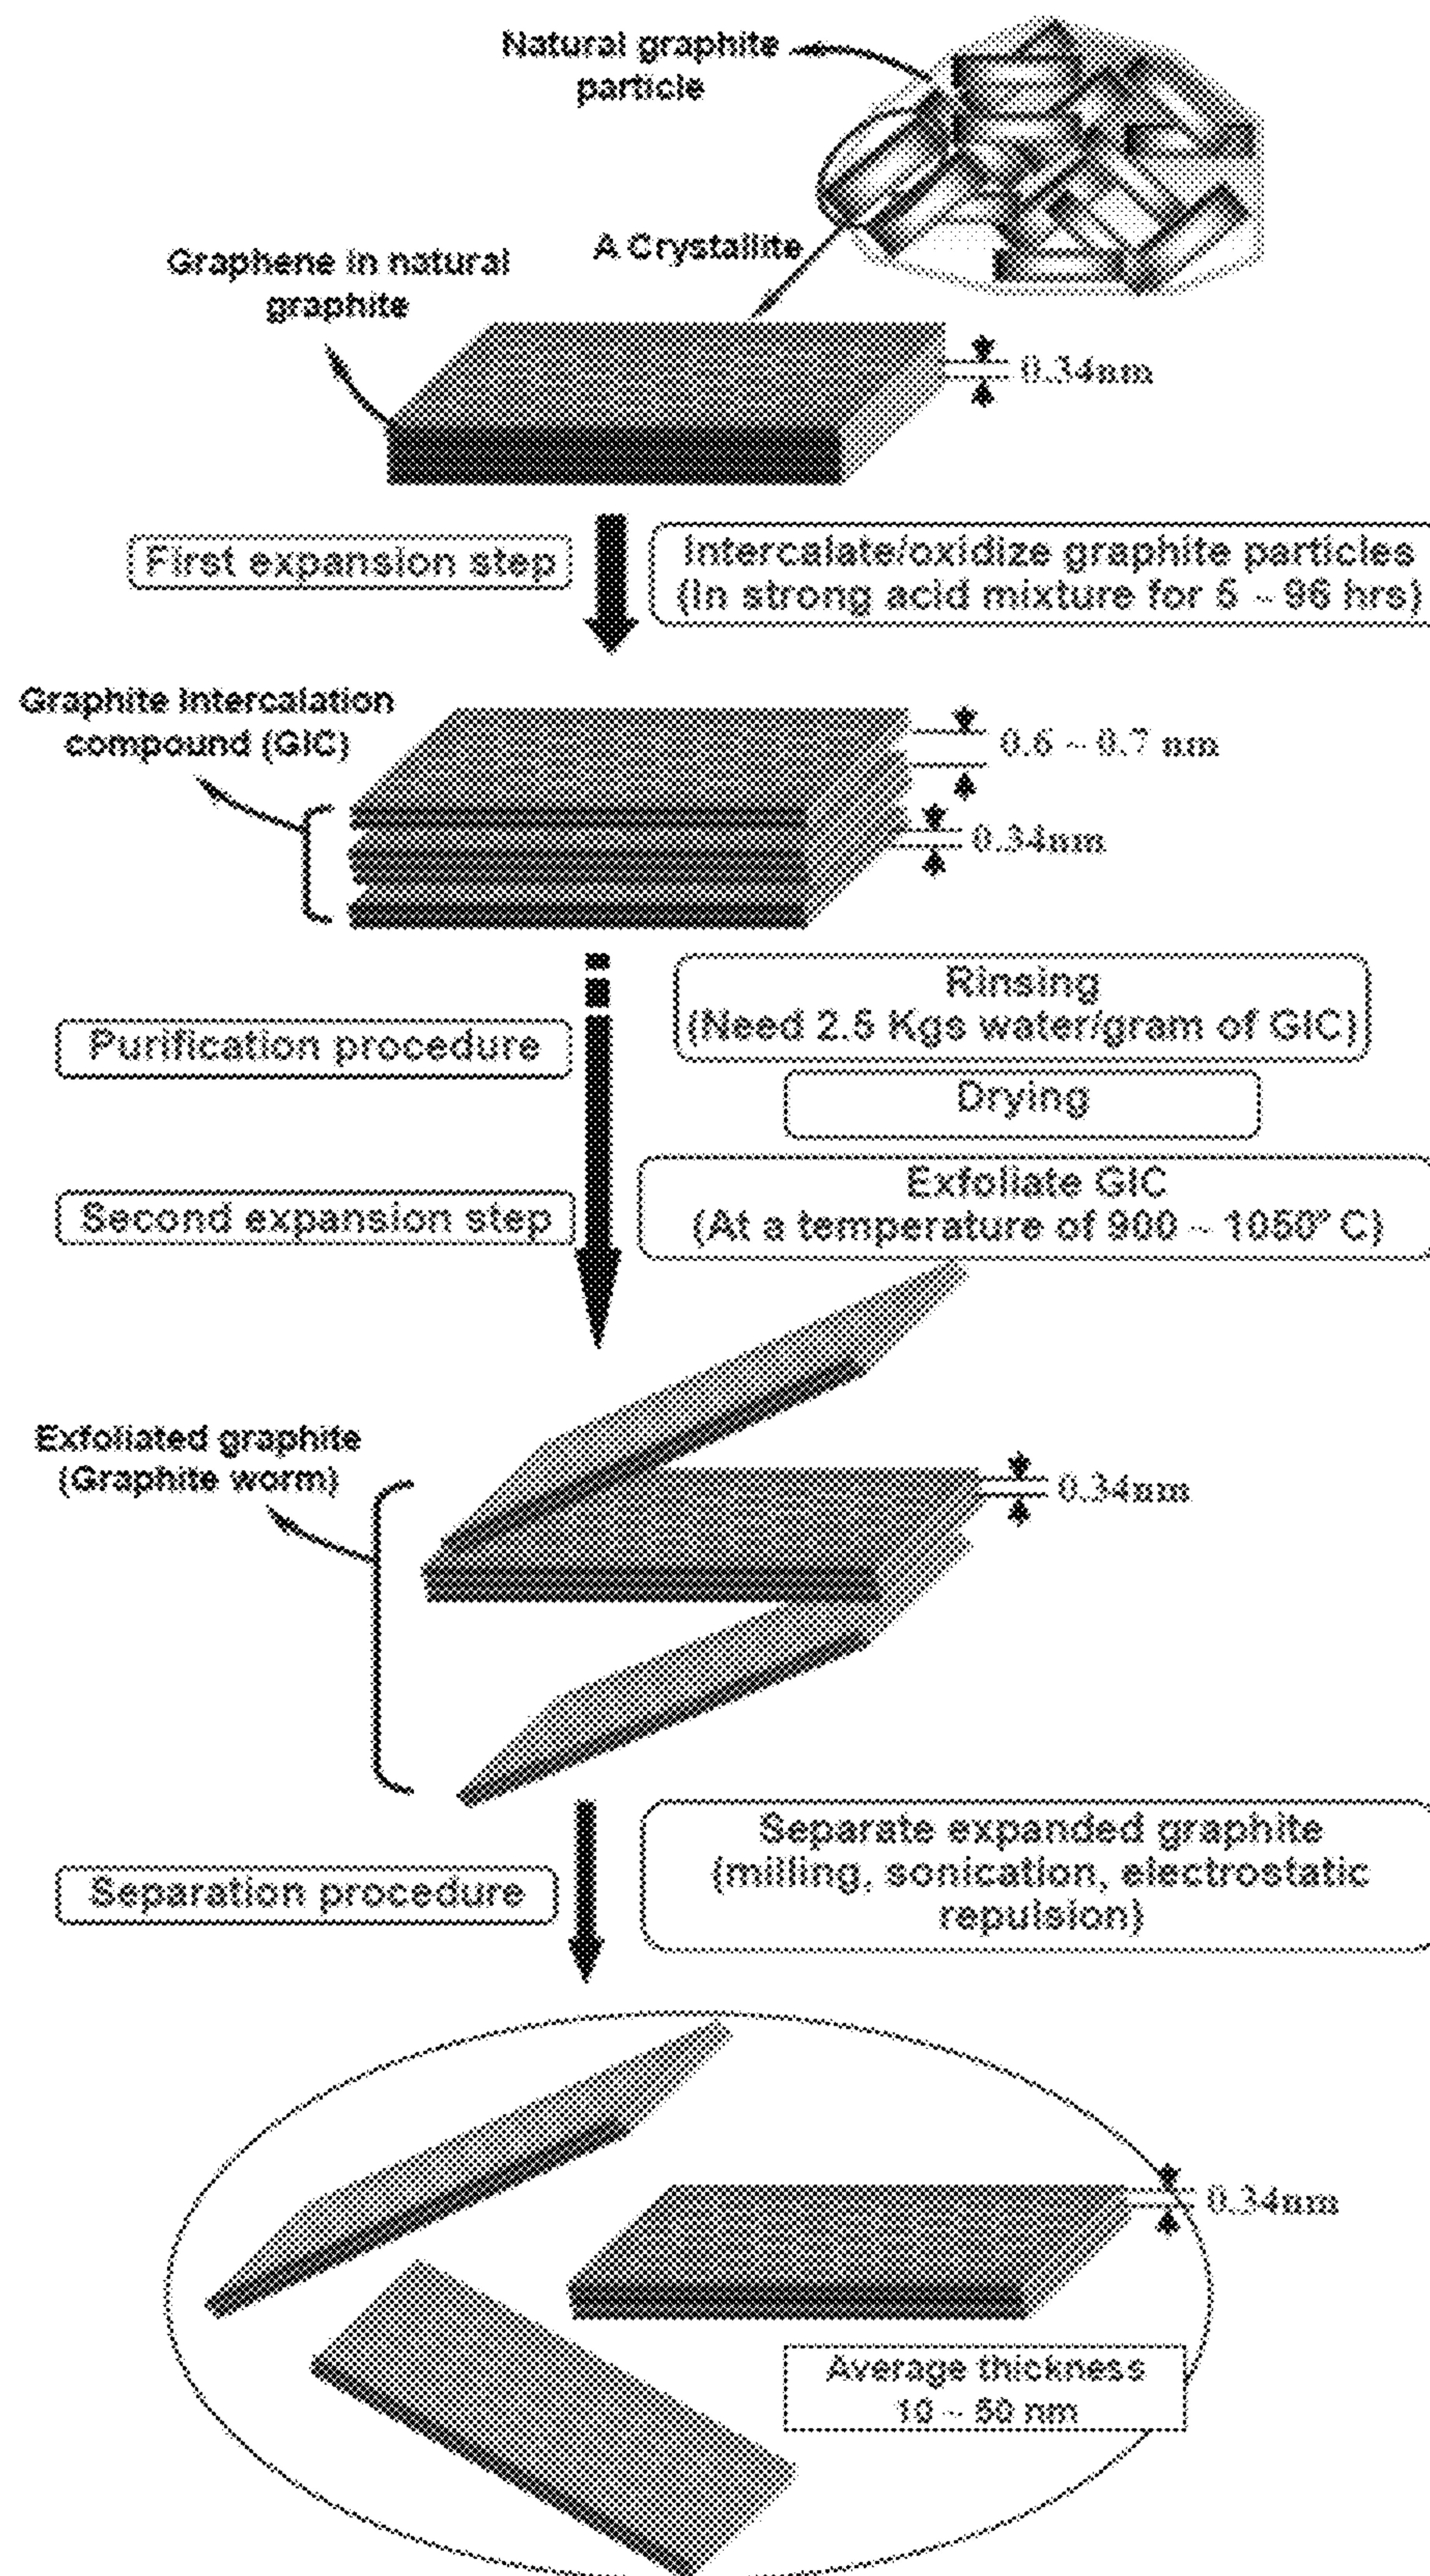 Natural graphite
particle
A Crystallite
Graphene in natural
graphite
0.34nm
First expansion step
Intercalate/oxidize graphite particles
(In strong acid mixture for 5 ~ 96 hrs)
Graphite intercalation
compound (GIC)
0.6 ~ 0.7 nm
0.34nm
Rinsing
(Need 2.5 Kgs water/gram of GIC)
Purification procedure
Drying
Exfoliate GIC
(At a temperature of 900 ~ 1050° C)
Second expansion step
Exfoliated graphite
(Graphite worm)
0.34nm
Separate expanded graphite
(milling, sonication, electrostatic
repulsion)
Separation procedure
0.34nm
Average thickness
10 ~ 50 nm